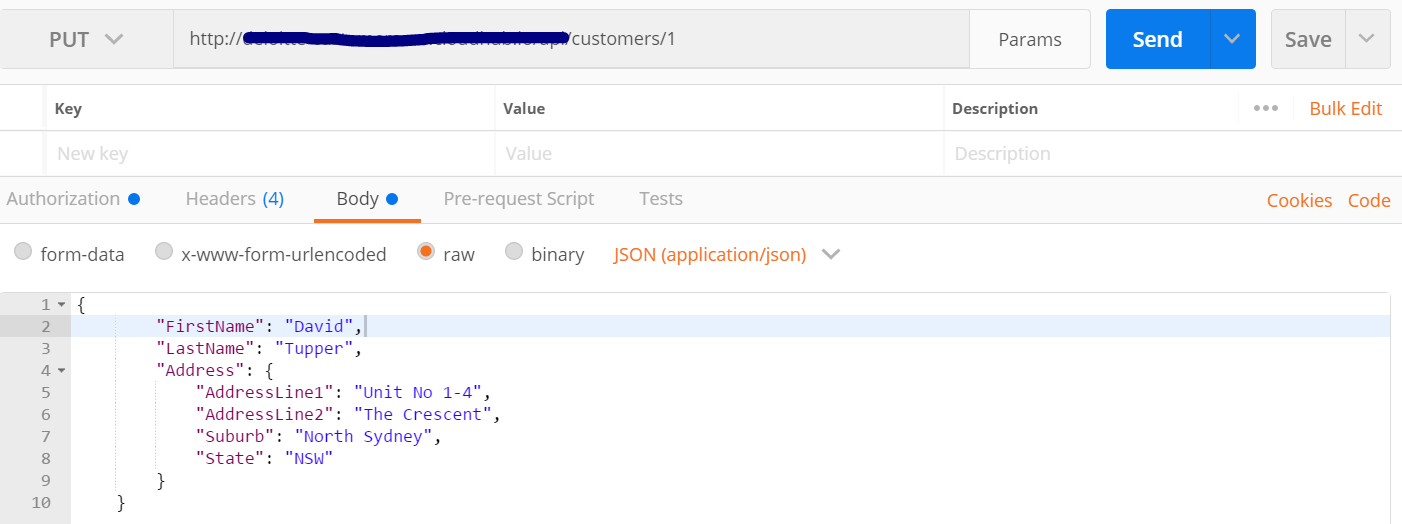 PUT http:// /customers/1 Params Send Save
Key Value Description Bulk Edit
New key Value Description
Authorization Headers (4) Body Pre-request Script Tests Cookies Code
form-data x-www-form-urlencoded raw binary JSON (application/json)
1 {
2 "FirstName": "David",
3 "LastName": "Tupper",
4 "Address": {
5 "AddressLine1": "Unit No 1-4",
6 "AddressLine2": "The Crescent",
7 "Suburb": "North Sydney",
8 "State": "NSW"
9 }
10 }